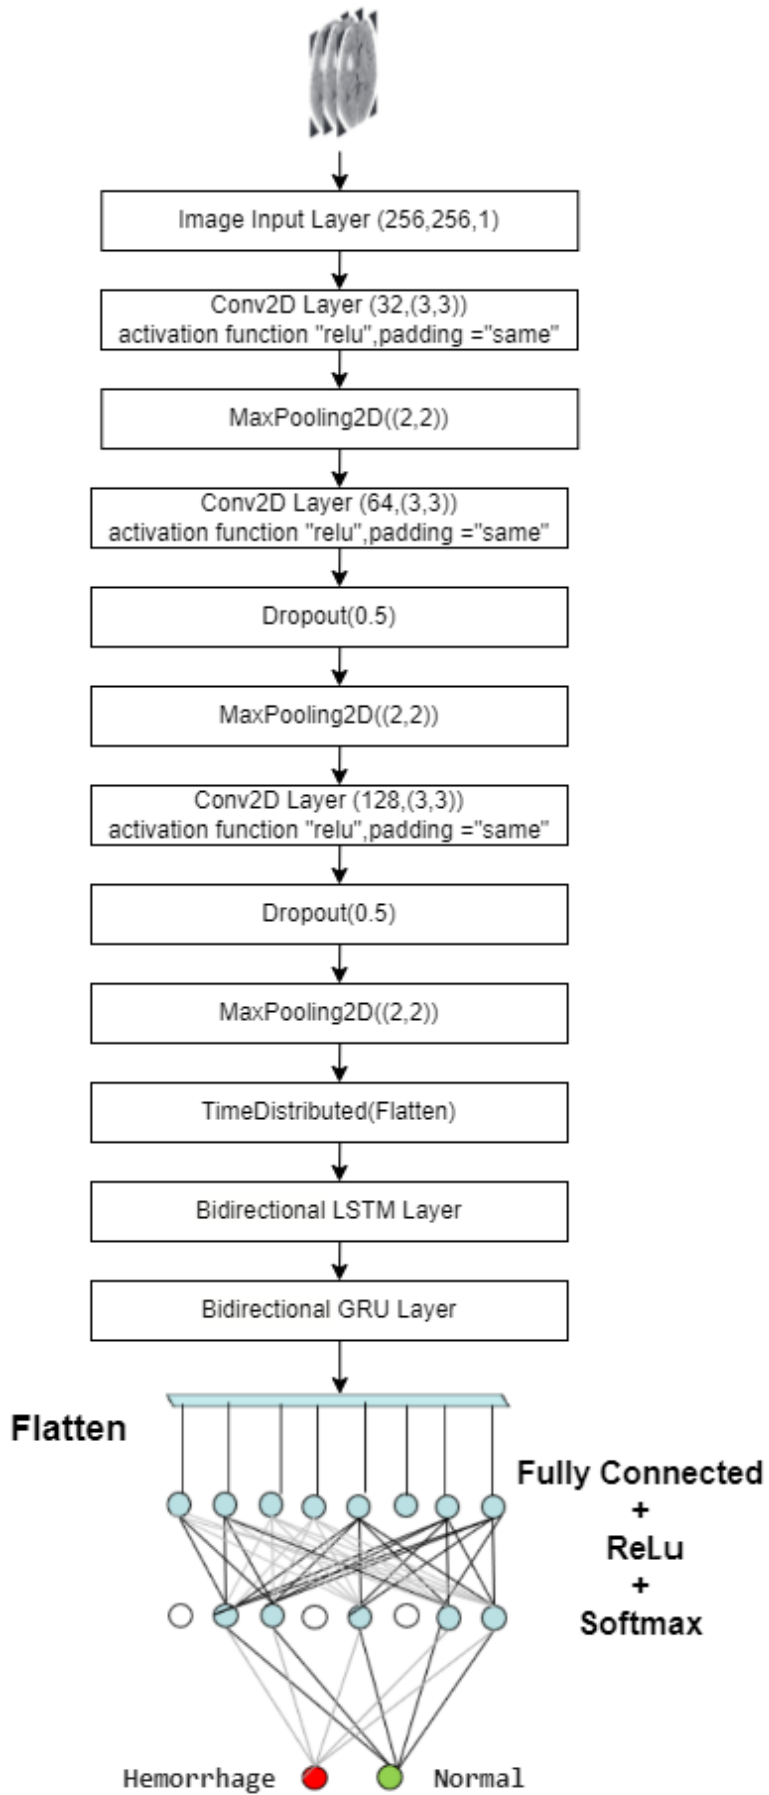 Image Input Layer (256,256,1)
Conv2D Layer (32,(3,3))
activation function "relu",padding ="same"
MaxPooling2D((2,2))
Conv2D Layer (64,(3,3))
activation function "relu",padding ="same"
Dropout(0.5)
MaxPooling2D((2,2))
Conv2D Layer (128,(3,3))
activation function "relu",padding ="same"
Dropout(0.5)
MaxPooling2D((2,2))
TimeDistributed(Flatten)
Bidirectional LSTM Layer
Bidirectional GRU Layer
Flatten
Fully Connected
+
ReLu
+
Softmax
Hemorrhage
Normal